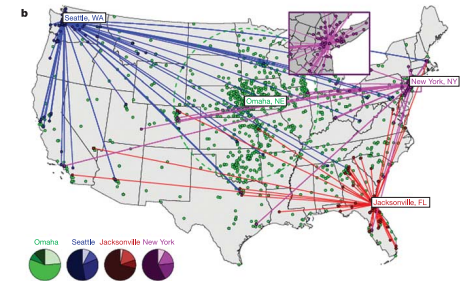 b
Seattle, WA
New York, NY
Omaha, NE
Jacksonville, FL
Omaha Seattle Jacksonville New York